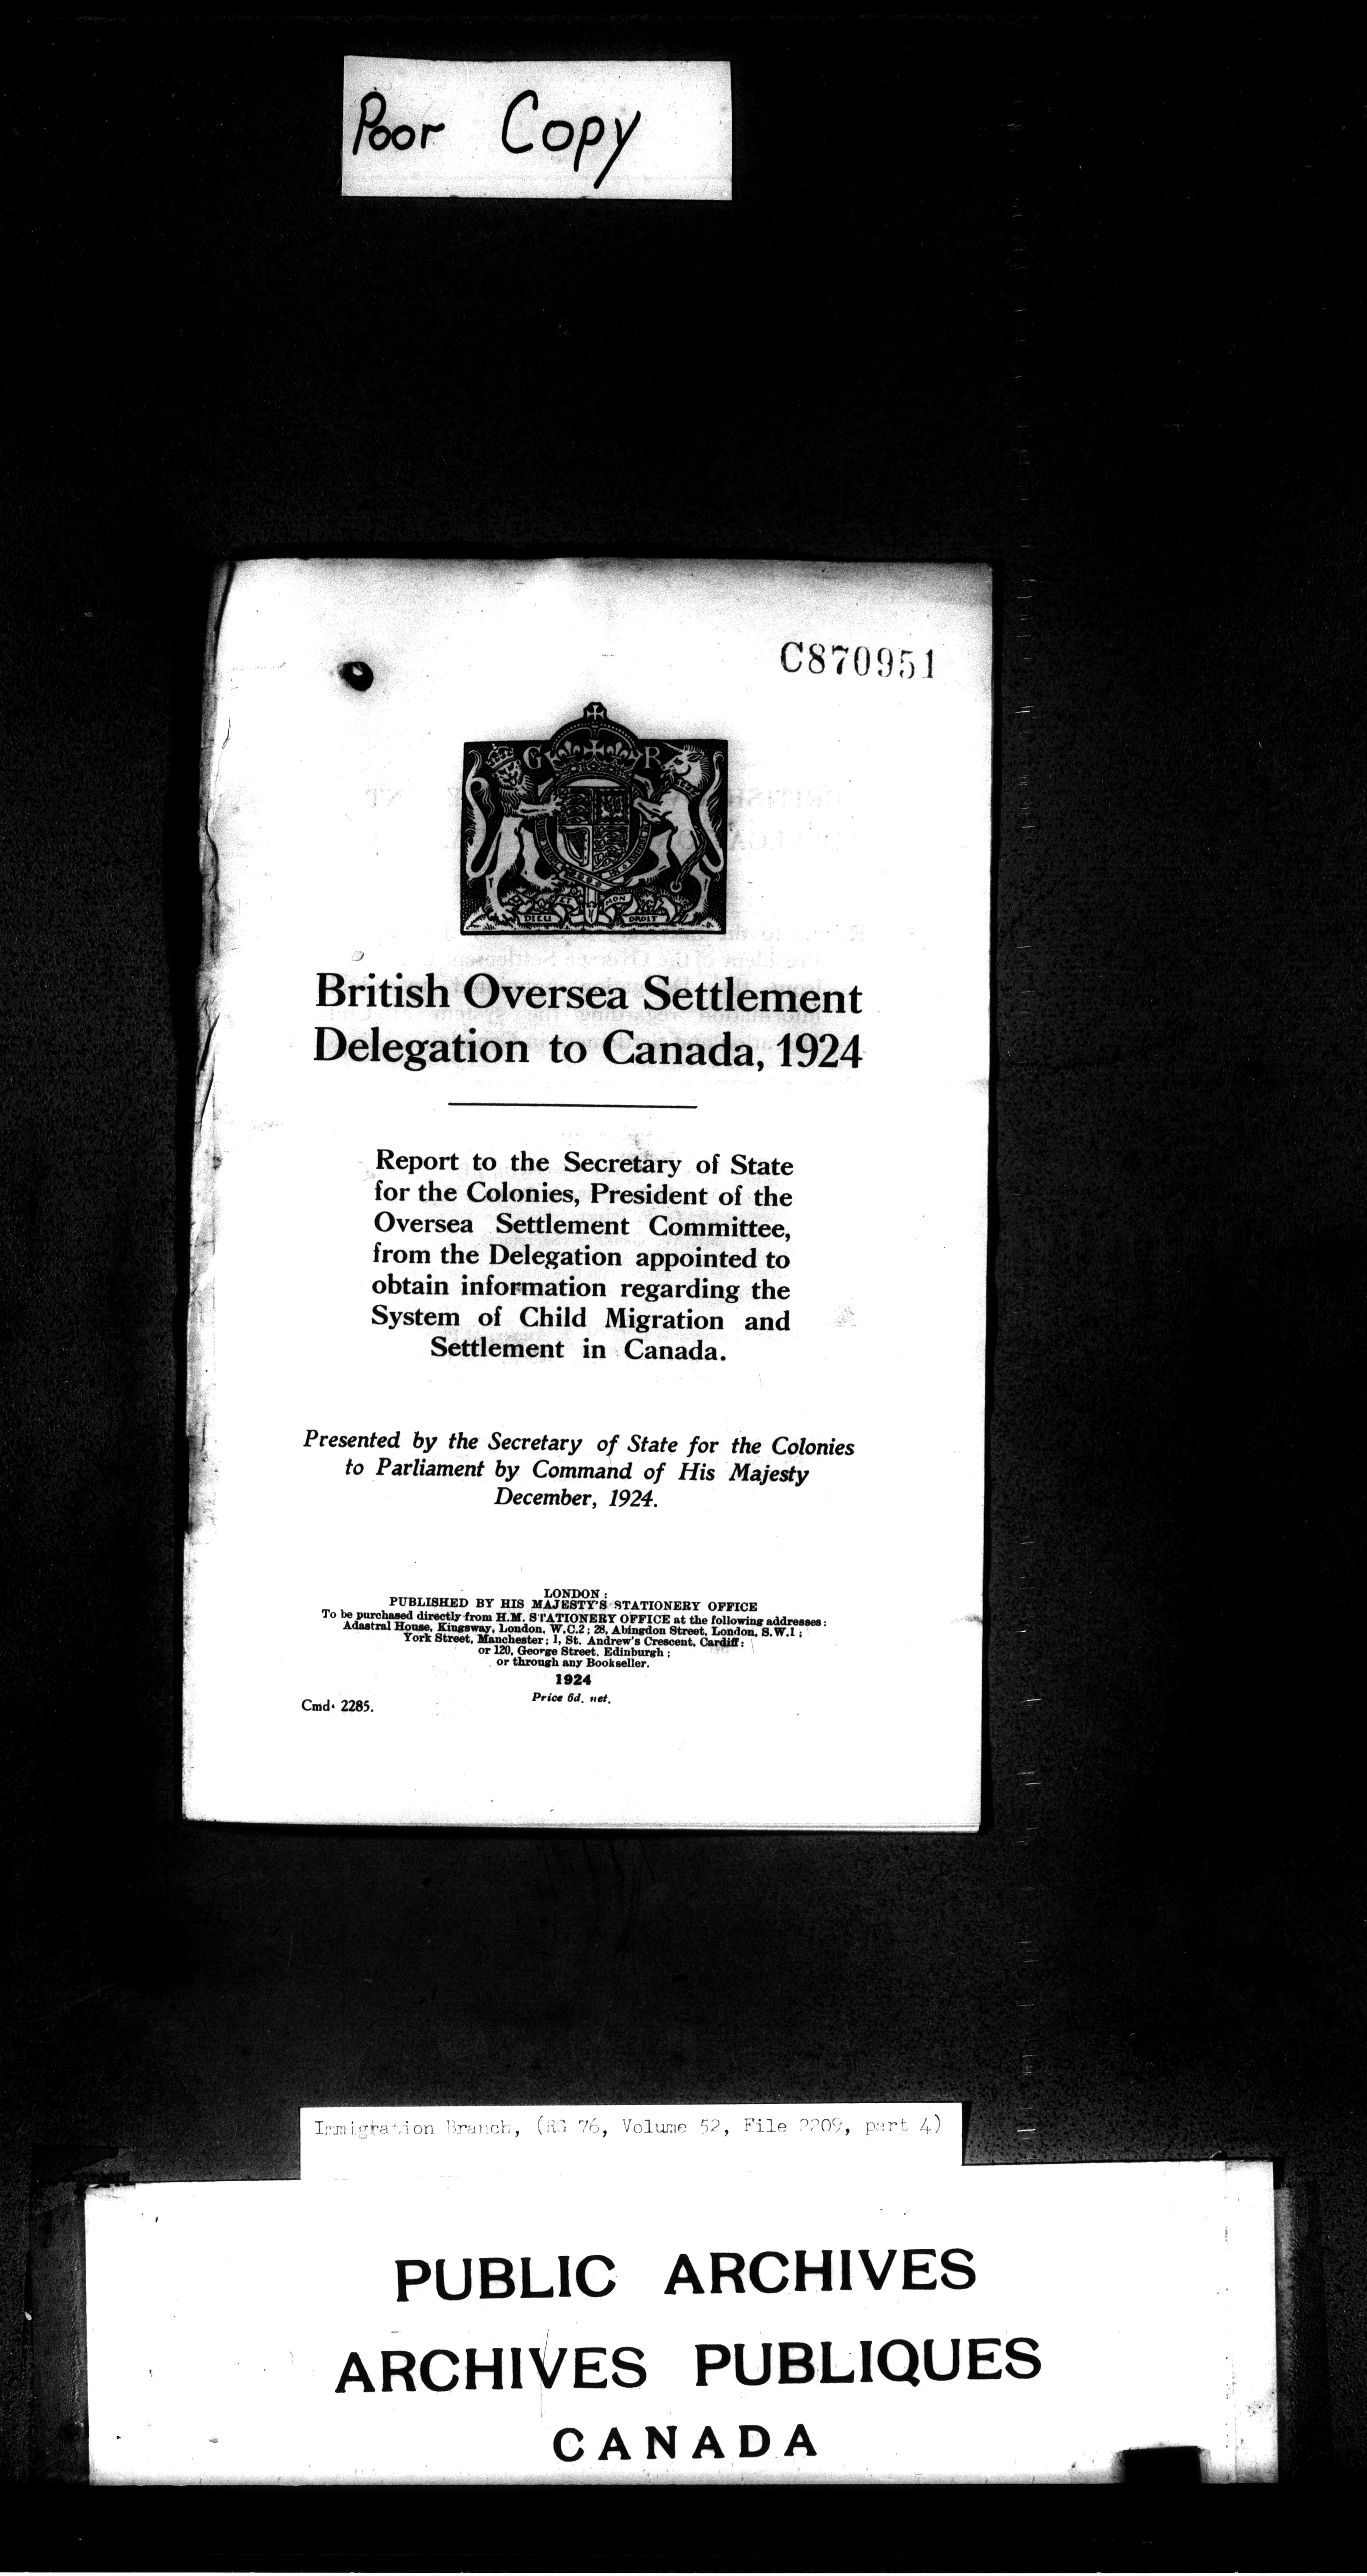 Poor Copy
C870951
G R
DIEU ET MON DROIT
British Oversea Settlement
Delegation to Canada, 1924
Report to the Secretary of State
for the Colonies, President of the
Oversea Settlement Committee,
from the Delegation appointed to
obtain information regarding the
System of Child Migration and
Settlement in Canada.
Presented by the Secretary of State for the Colonies
to Parliament by Command of His Majesty
December, 1924.
LONDON:
PUBLISHED BY HIS MAJESTY'S STATIONERY OFFICE
To be purchased directly from H.M. STATIONERY OFFICE at the following addresses:
Adastral House, Kingsway, London, W.C.2; 28, Abingdon Street, London, S.W.1;
York Street, Manchester; 1, St. Andrew's Crescent, Cardiff;
or 120, George Street, Edinburgh;
or through any Bookseller.
1924
Price 6d. net.
Cmd. 2285.
Immigration Branch, (RG 76, Volume 52, File 2209, part 4)
PUBLIC ARCHIVES
ARCHIVES PUBLIQUES
CANADA